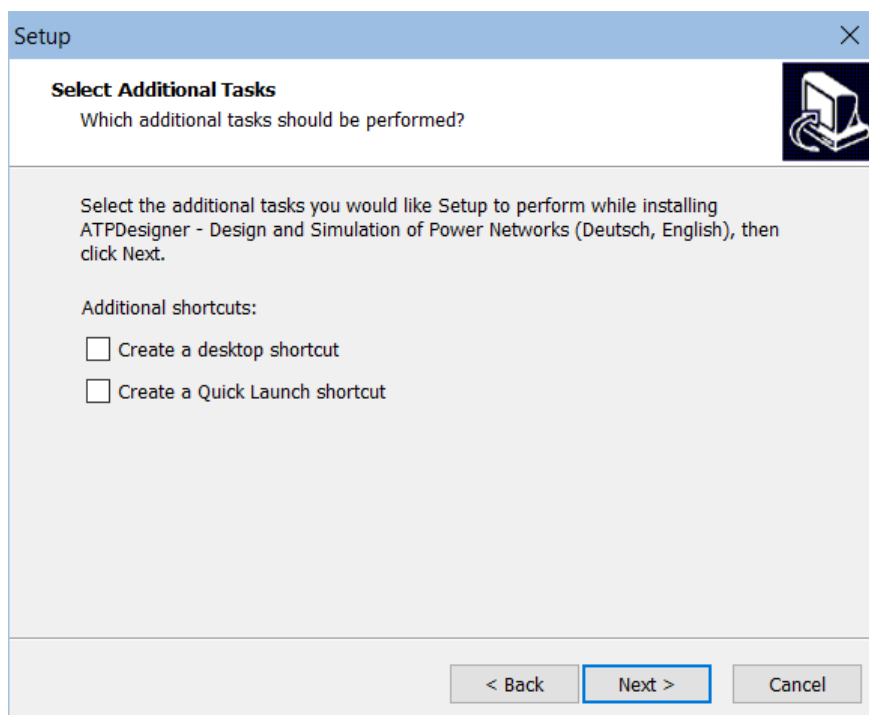 Setup
Select Additional Tasks
Which additional tasks should be performed?
Select the additional tasks you would like Setup to perform while installing
ATPDesigner - Design and Simulation of Power Networks (Deutsch, English), then
click Next.
Additional shortcuts:
Create a desktop shortcut
Create a Quick Launch shortcut
< Back
Next >
Cancel